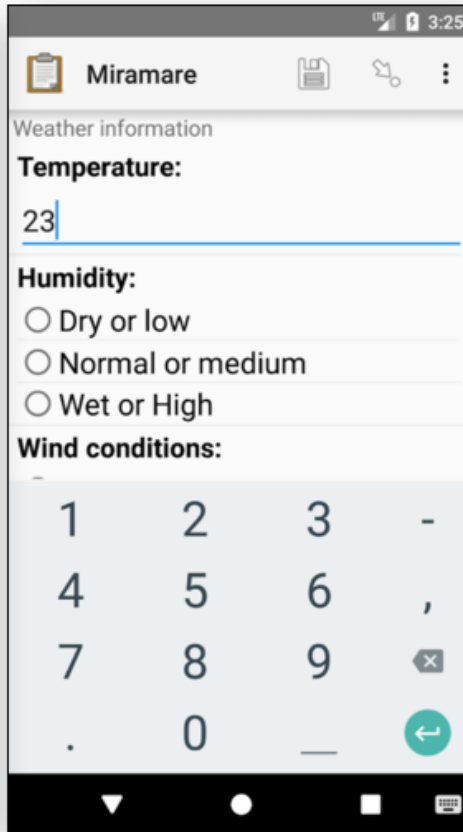 LTE 3:25
Miramare
Weather information
Temperature:
23
Humidity:
Dry or low
Normal or medium
Wet or High
Wind conditions:
1 2 3 -
4 5 6 ,
7 8 9
. 0 _